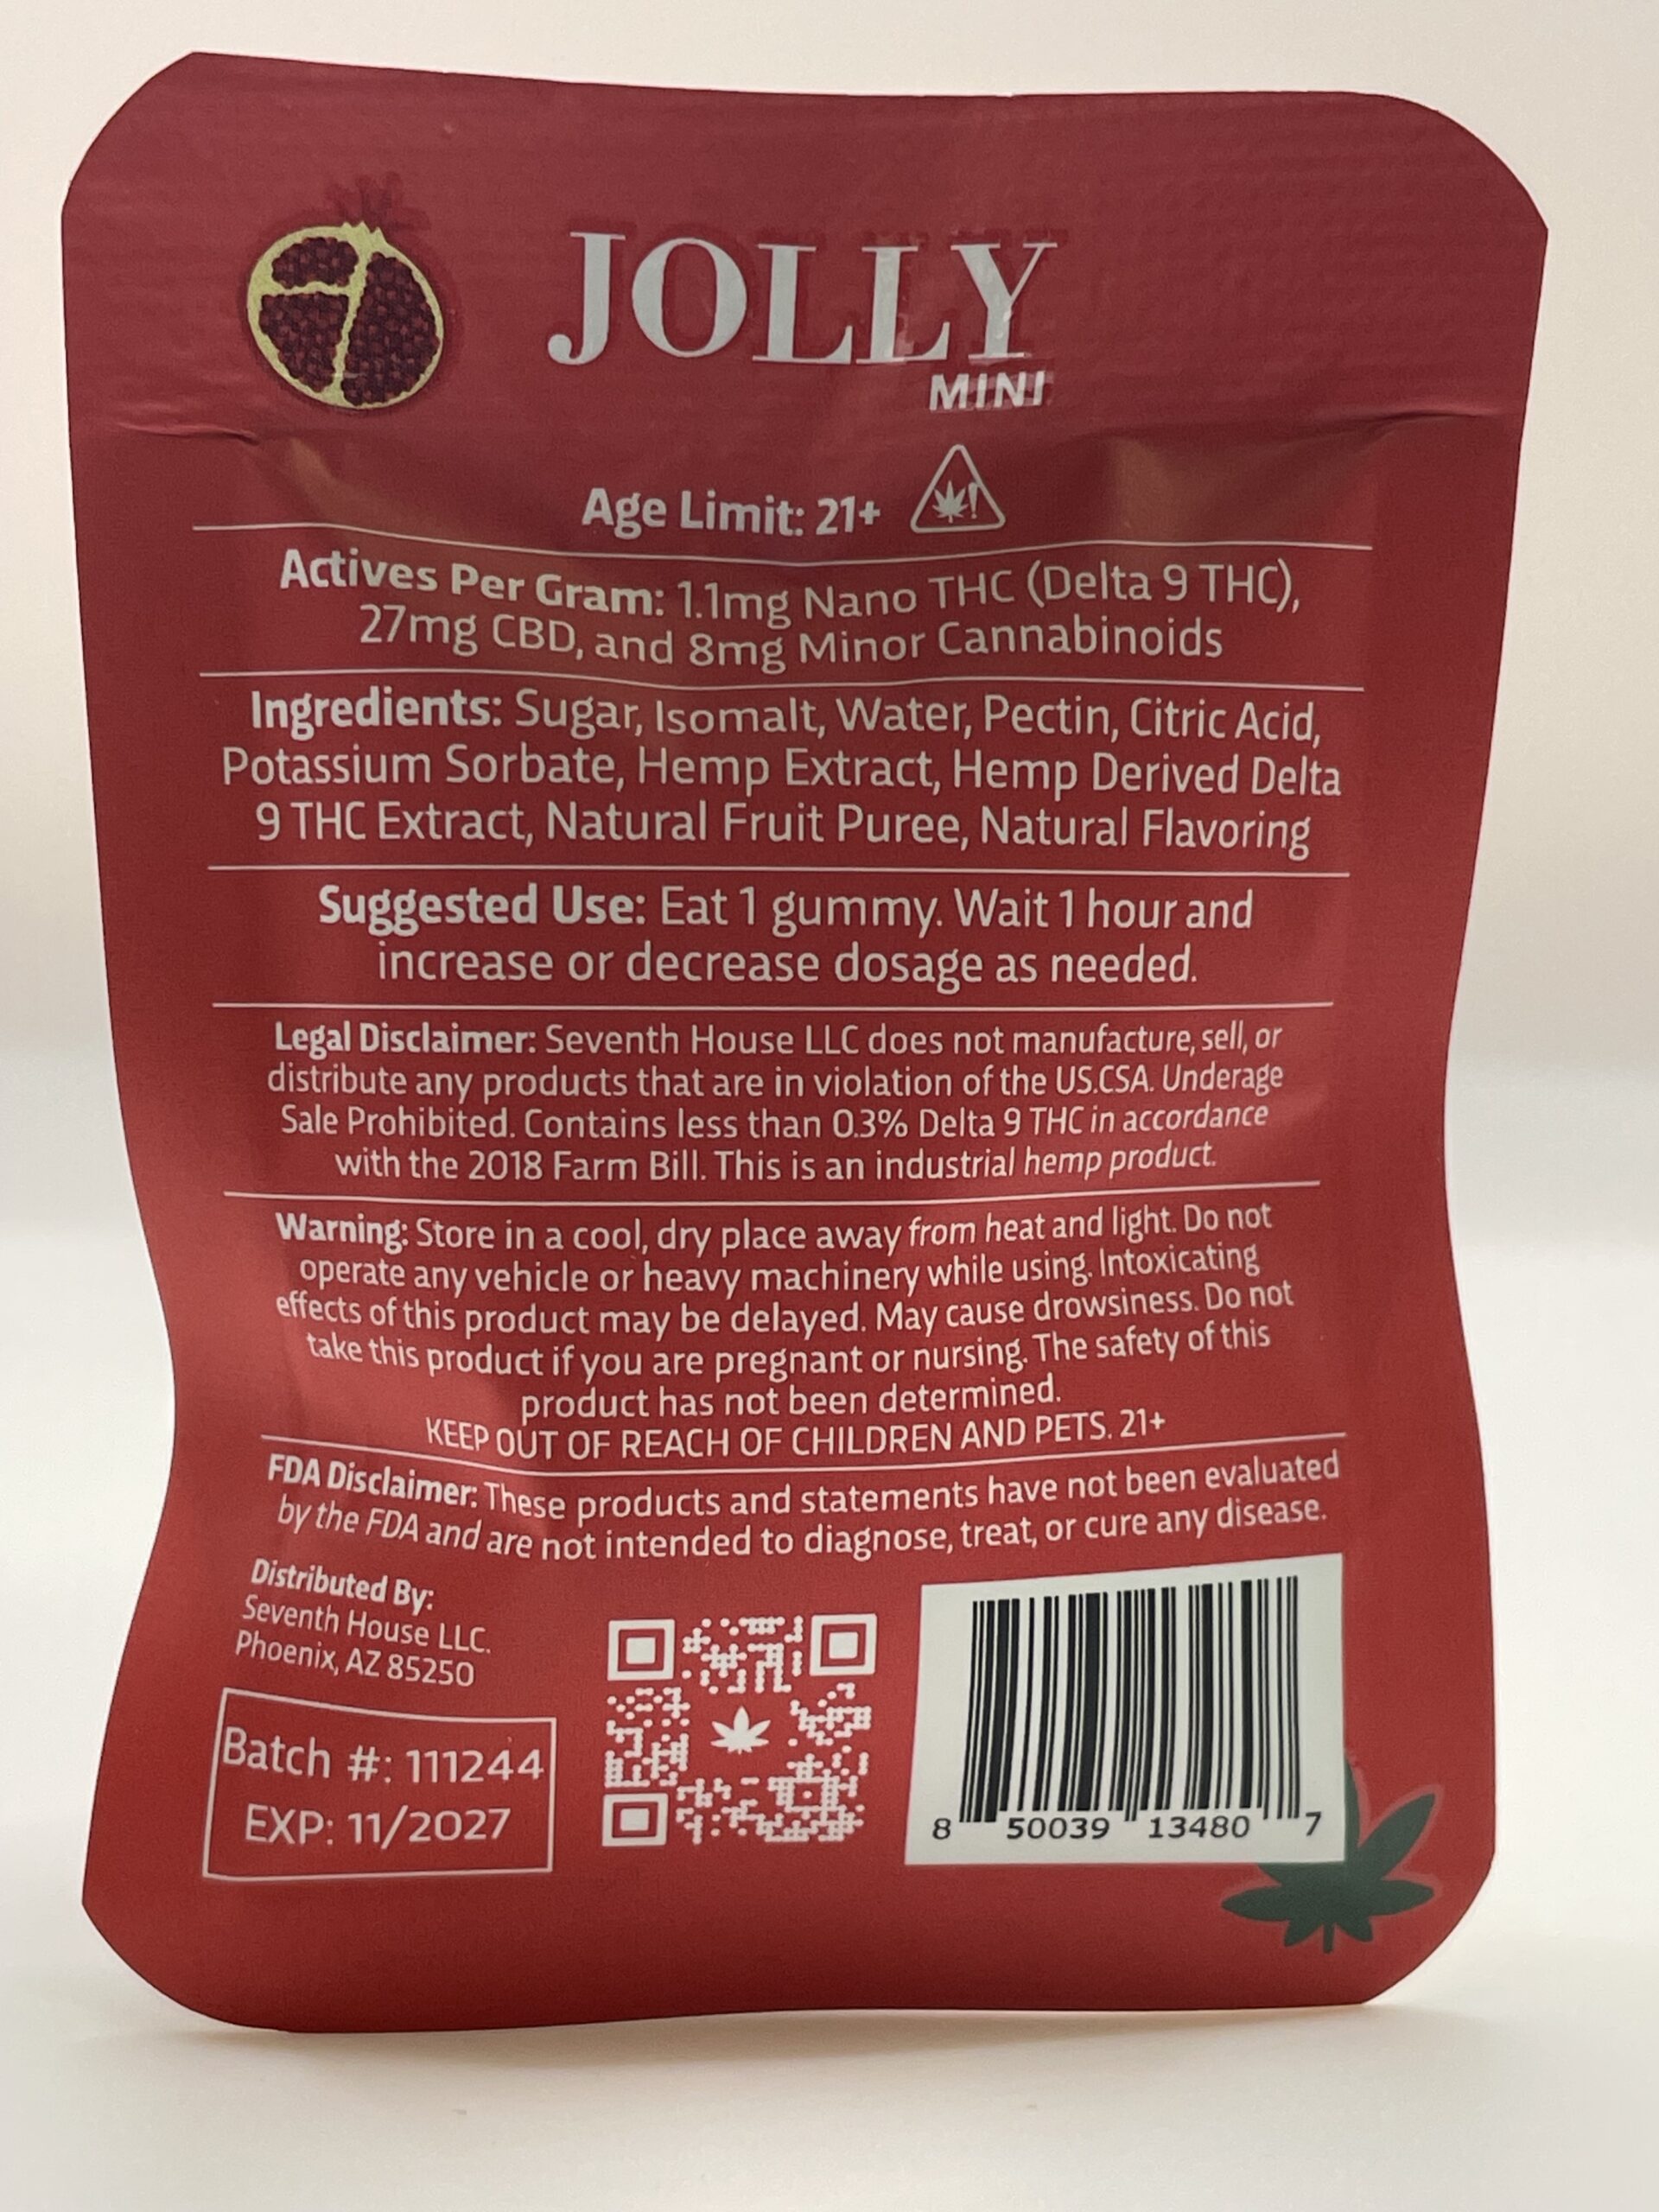 JOLLY
MINI
Age Limit: 21+
Actives Per Gram: 1.1mg Nano THC (Delta 9 THC),
27mg CBD, and 8mg Minor Cannabinoids
Ingredients: Sugar, Isomalt, Water, Pectin, Citric Acid,
Potassium Sorbate, Hemp Extract, Hemp Derived Delta
9 THC Extract, Natural Fruit Puree, Natural Flavoring
Suggested Use: Eat 1 gummy. Wait 1 hour and
increase or decrease dosage as needed.
Legal Disclaimer: Seventh House LLC does not manufacture, sell, or
distribute any products that are in violation of the US.CSA. Underage
Sale Prohibited. Contains less than 0.3% Delta 9 THC in accordance
with the 2018 Farm Bill. This is an industrial hemp product.
Warning: Store in a cool, dry place away from heat and light. Do not
operate any vehicle or heavy machinery while using. Intoxicating
effects of this product may be delayed. May cause drowsiness. Do not
take this product if you are pregnant or nursing. The safety of this
product has not been determined.
KEEP OUT OF REACH OF CHILDREN AND PETS. 21+
FDA Disclaimer: These products and statements have not been evaluated
by the FDA and are not intended to diagnose, treat, or cure any disease.
Distributed By:
Seventh House LLC.
Phoenix, AZ 85250
Batch #: 111244
EXP: 11/2027
8 50039 13480 7